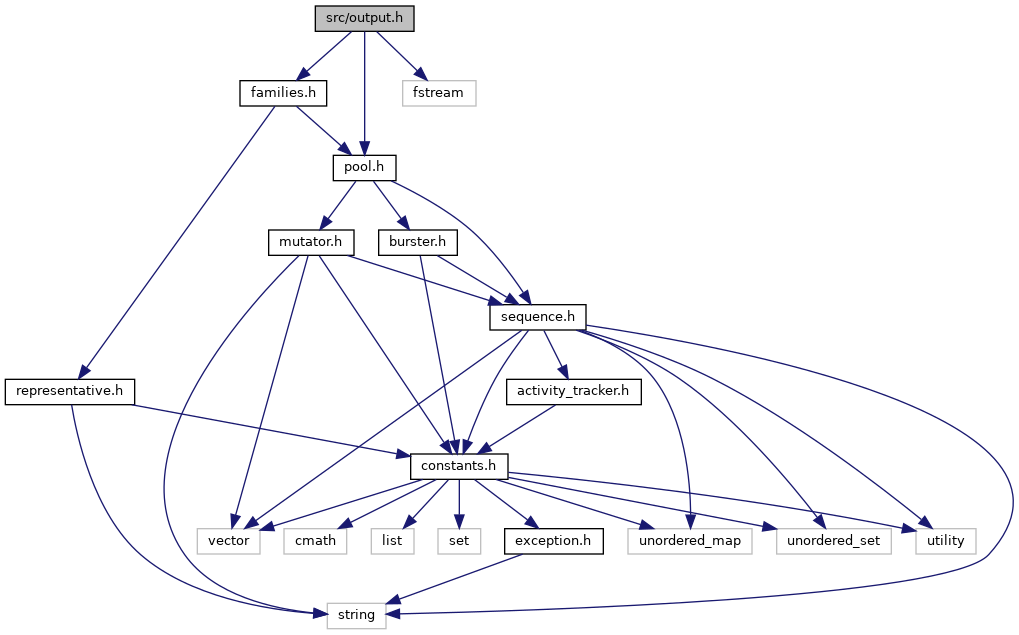 src/output.h
families.h
fstream
pool.h
mutator.h
burster.h
sequence.h
representative.h
activity_tracker.h
constants.h
vector
cmath
list
set
exception.h
unordered_map
unordered_set
utility
string